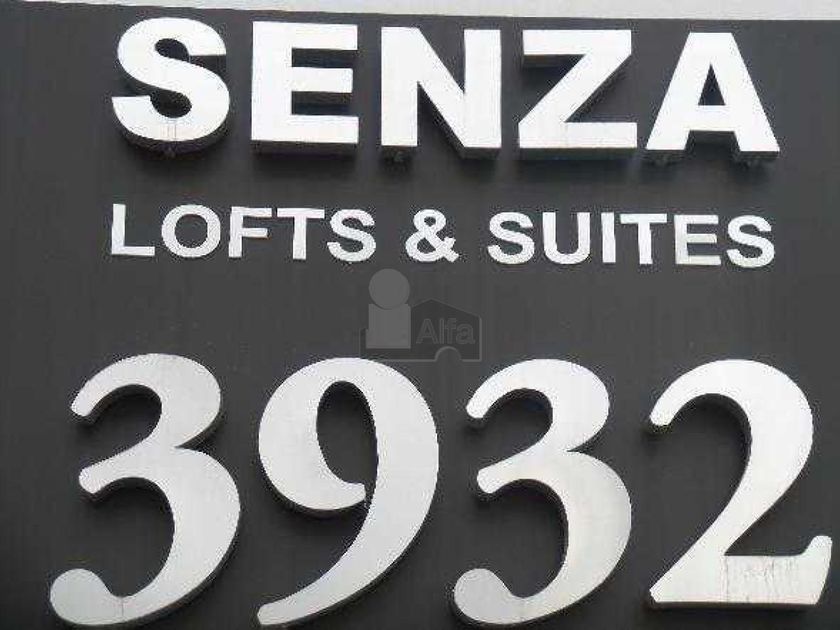 SENZA
LOFTS & SUITES
Alfa
3932